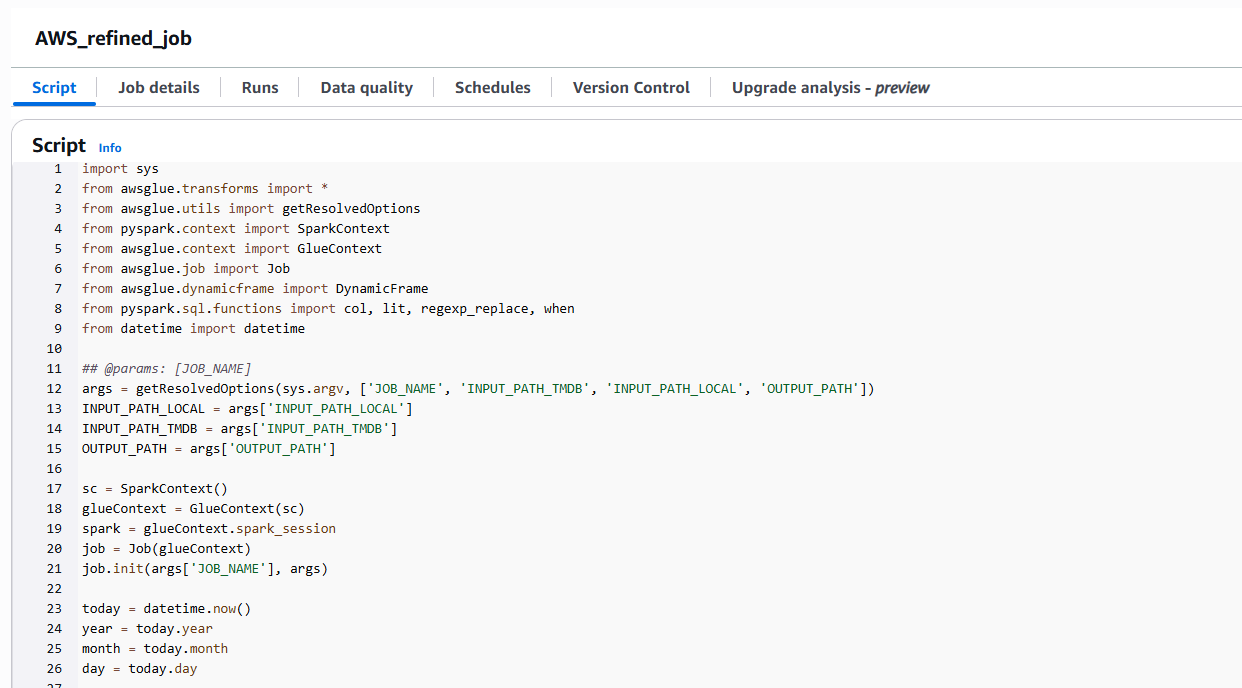 AWS_refined_job
Script Job details Runs Data quality Schedules Version Control Upgrade analysis - preview
Script Info
1 import sys
2 from awsglue.transforms import *
3 from awsglue.utils import getResolvedOptions
4 from pyspark.context import SparkContext
5 from awsglue.context import GlueContext
6 from awsglue.job import Job
7 from awsglue.dynamicframe import DynamicFrame
8 from pyspark.sql.functions import col, lit, regexp_replace, when
9 from datetime import datetime
10
11 ## @params: [JOB_NAME]
12 args = getResolvedOptions(sys.argv, ['JOB_NAME', 'INPUT_PATH_TMDB', 'INPUT_PATH_LOCAL', 'OUTPUT_PATH'])
13 INPUT_PATH_LOCAL = args['INPUT_PATH_LOCAL']
14 INPUT_PATH_TMDB = args['INPUT_PATH_TMDB']
15 OUTPUT_PATH = args['OUTPUT_PATH']
16
17 sc = SparkContext()
18 glueContext = GlueContext(sc)
19 spark = glueContext.spark_session
20 job = Job(glueContext)
21 job.init(args['JOB_NAME'], args)
22
23 today = datetime.now()
24 year = today.year
25 month = today.month
26 day = today.day
27